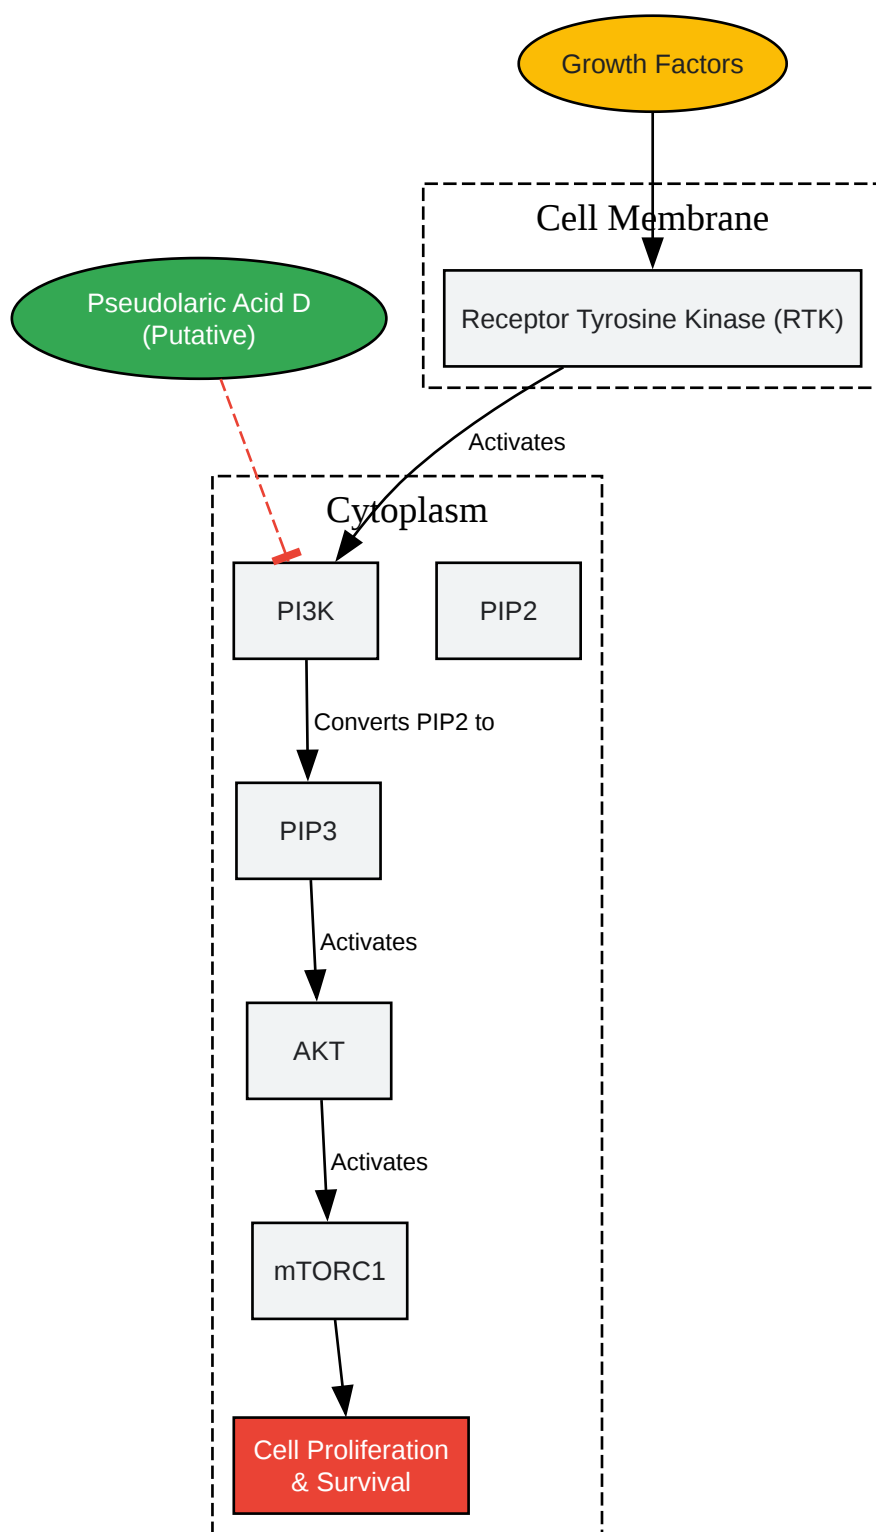 Growth Factors
Cell Membrane
Pseudolaric Acid D
(Putative)
Receptor Tyrosine Kinase (RTK)
Activates
Cytoplasm
PI3K
PIP2
Converts PIP2 to
PIP3
Activates
AKT
Activates
mTORC1
Cell Proliferation
& Survival